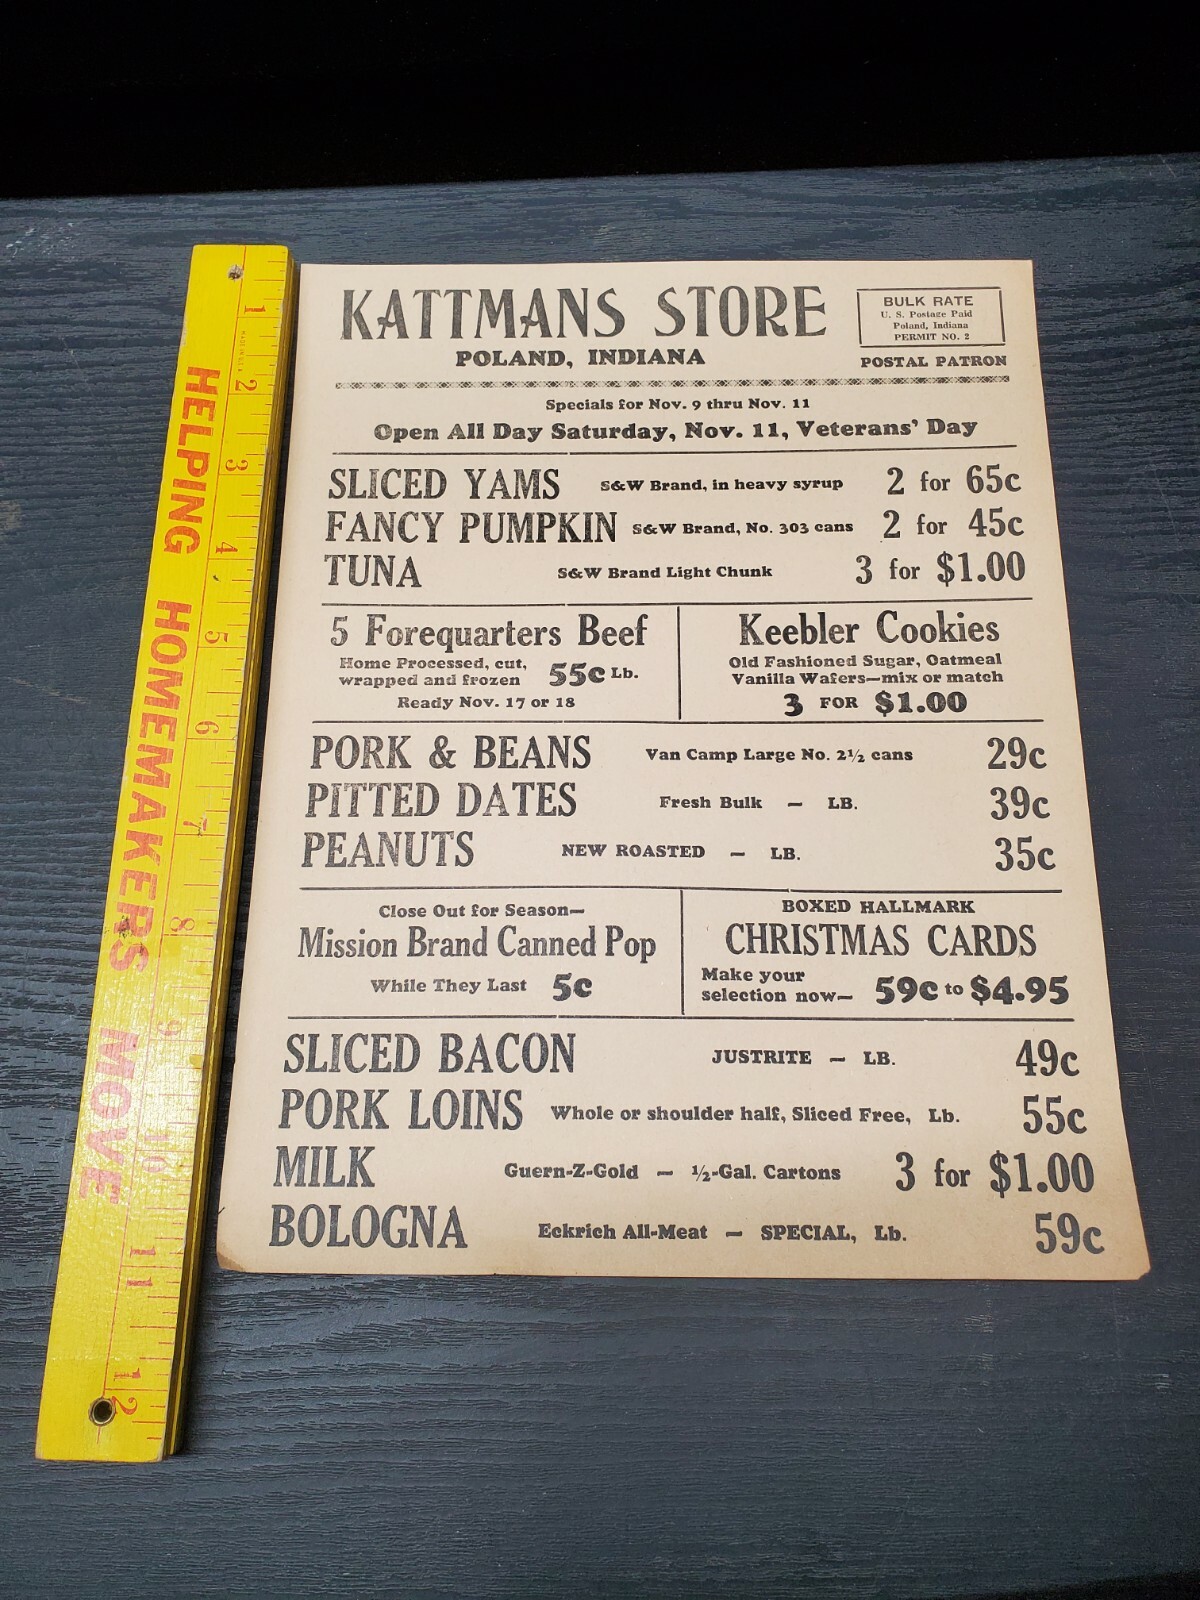 KATTMANS STORE
POLAND, INDIANA
BULK RATE
U. S. Postage Paid
Poland, Indiana
PERMIT NO. 2
POSTAL PATRON
Specials for Nov. 9 thru Nov. 11
Open All Day Saturday, Nov. 11, Veterans' Day
SLICED YAMS S&W Brand, in heavy syrup 2 for 65c
FANCY PUMPKIN S&W Brand, No. 303 cans 2 for 45c
TUNA S&W Brand Light Chunk 3 for $1.00
5 Forequarters Beef
Home Processed, cut,
wrapped and frozen 55c Lb.
Ready Nov. 17 or 18
Keebler Cookies
Old Fashioned Sugar, Oatmeal
Vanilla Wafers—mix or match
3 FOR $1.00
PORK & BEANS Van Camp Large No. 2½ cans 29c
PITTED DATES Fresh Bulk — LB. 39c
PEANUTS NEW ROASTED — LB. 35c
Close Out for Season—
Mission Brand Canned Pop
While They Last 5c
BOXED HALLMARK
CHRISTMAS CARDS
Make your
selection now— 59c to $4.95
SLICED BACON JUSTRITE — LB. 49c
PORK LOINS Whole or shoulder half, Sliced Free, Lb. 55c
MILK Guern-Z-Gold — ½-Gal. Cartons 3 for $1.00
BOLOGNA Eckrich All-Meat — SPECIAL, Lb. 59c
HELPING HOMEMAKERS MOVE
MADE IN U.S.A.
1
2
3
4
5
6
7
8
9
10
11
12